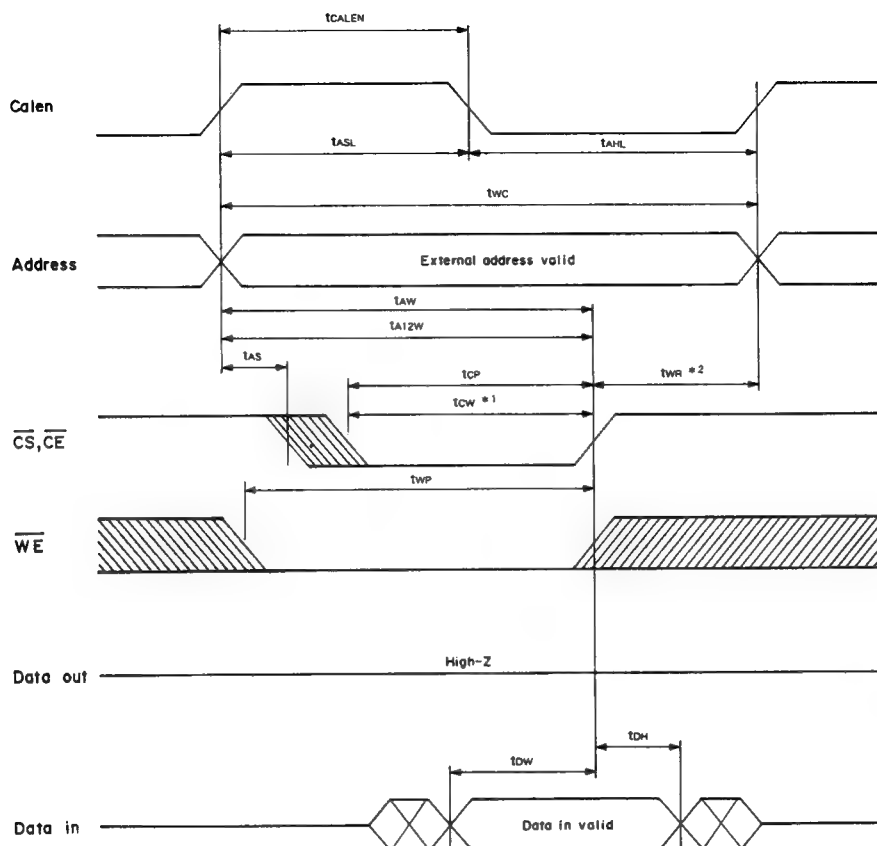 tCALEN
Calen
tASL tAHL
tWC
Address External address valid
tAW
tA12W
tAS
tCP tWR *2
tCW *1
CS,CE
tWP
WE
High-Z
Data out
tDH
tDW
Data in Data in valid